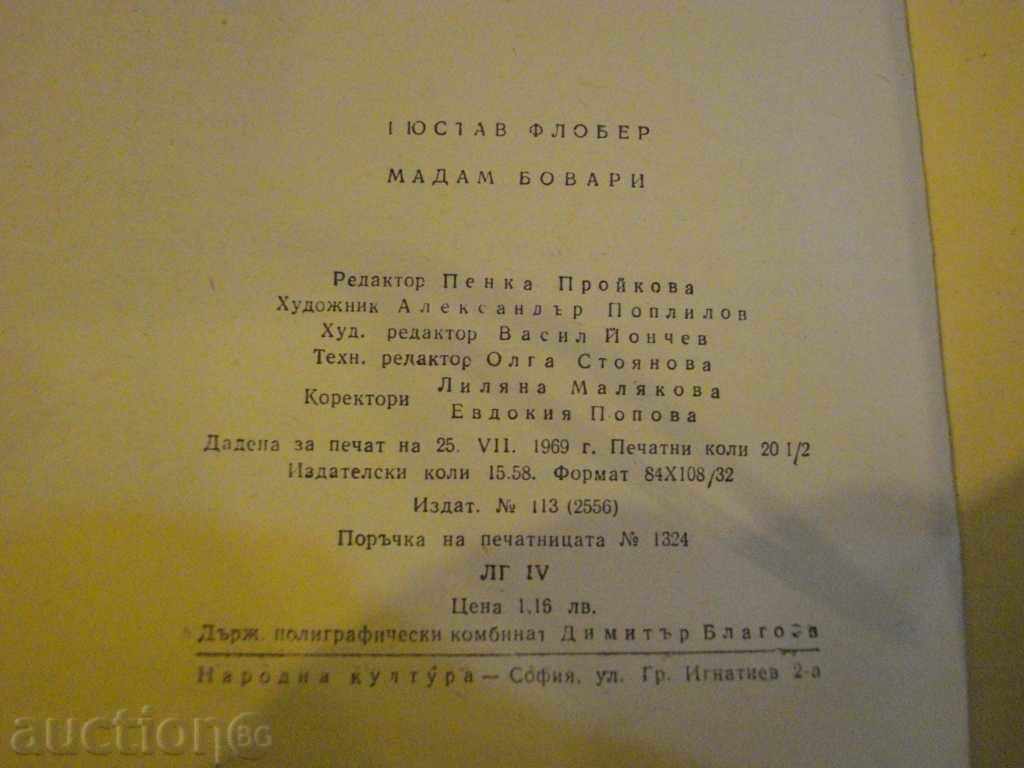 ГЮСТАВ ФЛОБЕР
МАДАМ БОВАРИ
Редактор Пенка Пройкова
Художник Александър Поплилов
Худ. редактор Васил Йончев
Техн. редактор Олга Стоянова
Коректори Лиляна Малякова
Евдокия Попова
Дадена за печат на 25. VII. 1969 г. Печатни коли 20 1/2
Издателски коли 15.58. Формат 84X108/32
Издат. № 113 (2556)
Поръчка на печатницата № 1324
ЛГ IV
Цена 1.16 лв.
Държ. полиграфически комбинат Димитър Благоев
Народна култура — София, ул. Гр. Игнатиев 2-а
auction BG